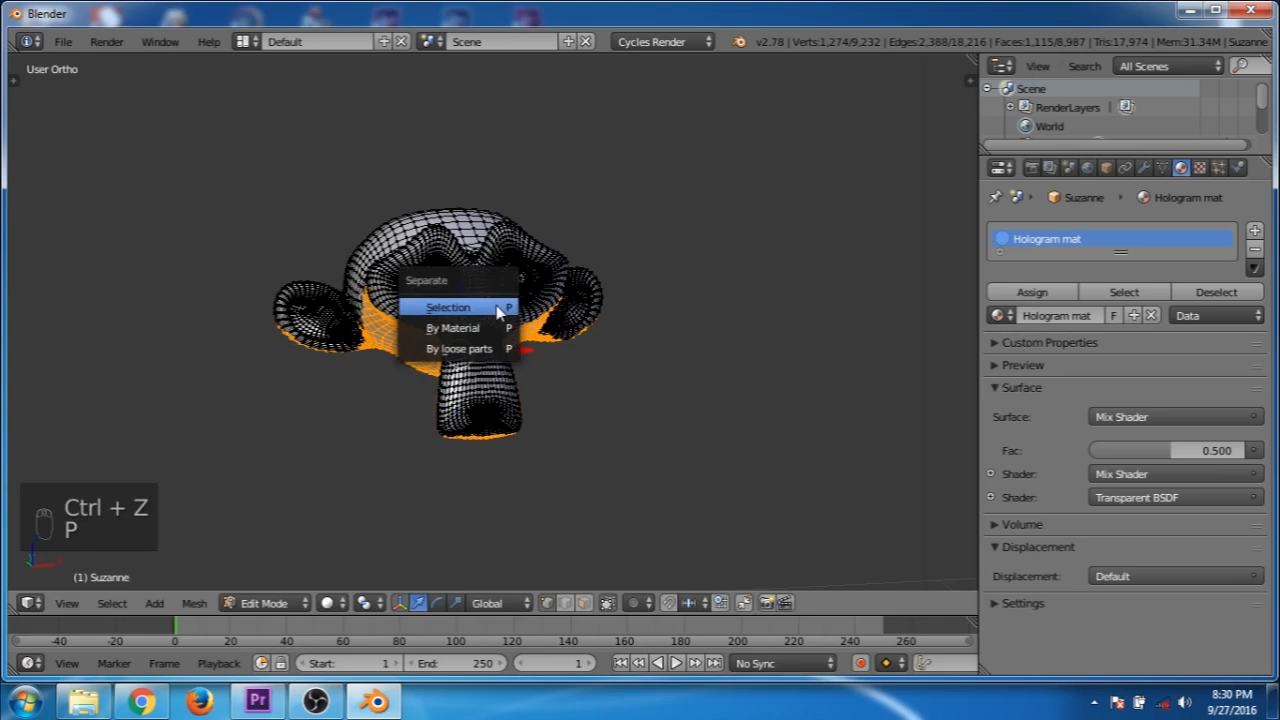 Blender
File Render Window Help Default Scene Cycles Render v2.78 | Verts:1,274/9,232 | Edges:2,388/18,216 | Faces:1,115/8,987 | Tris:17,974 | Mem:31.34M | Suzanne
User Ortho
View Search All Scenes
Scene
RenderLayers
World
Suzanne Hologram mat
Hologram mat
Assign Select Deselect
Hologram mat F Data
Custom Properties
Preview
Surface
Surface: Mix Shader
Fac: 0.500
Shader: Mix Shader
Shader: Transparent BSDF
Volume
Displacement
Displacement: Default
Settings
Separate
Selection P
By Material P
By loose parts P
Ctrl + Z
P
(1) Suzanne
View Select Add Mesh Edit Mode Global
-40 -20 0 20 40 60 80 100 120 140 160 180 200 220 240 260
View Marker Frame Playback Start: 1 End: 250 1 No Sync
Pr
8:30 PM
9/27/2016